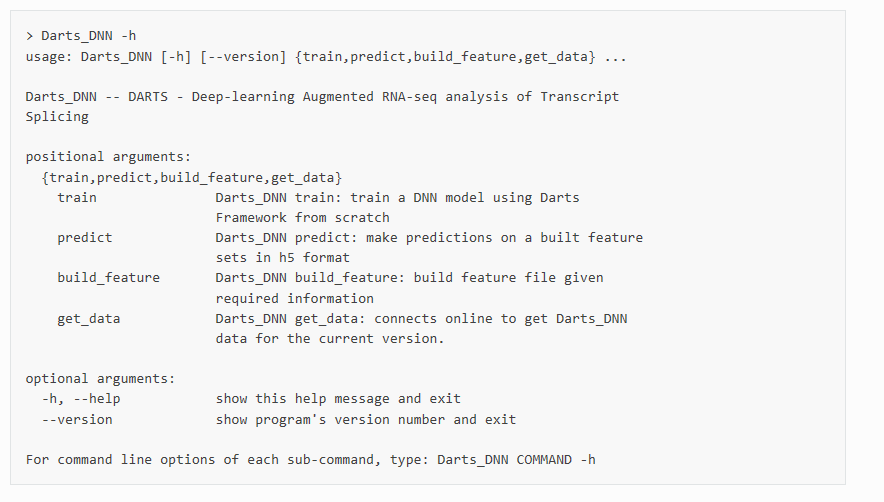 > Darts_DNN -h
usage: Darts_DNN [-h] [--version] {train,predict,build_feature,get_data} ...
Darts_DNN -- DARTS - Deep-learning Augmented RNA-seq analysis of Transcript
Splicing
positional arguments:
{train,predict,build_feature,get_data}
train Darts_DNN train: train a DNN model using Darts
Framework from scratch
predict Darts_DNN predict: make predictions on a built feature
sets in h5 format
build_feature Darts_DNN build_feature: build feature file given
required information
get_data Darts_DNN get_data: connects online to get Darts_DNN
data for the current version.
optional arguments:
-h, --help show this help message and exit
--version show program's version number and exit
For command line options of each sub-command, type: Darts_DNN COMMAND -h